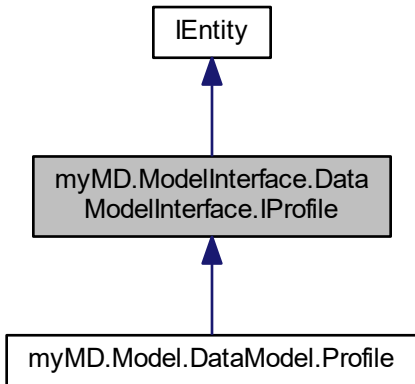 IEntity
myMD.ModelInterface.Data
ModelInterface.IProfile
myMD.Model.DataModel.Profile